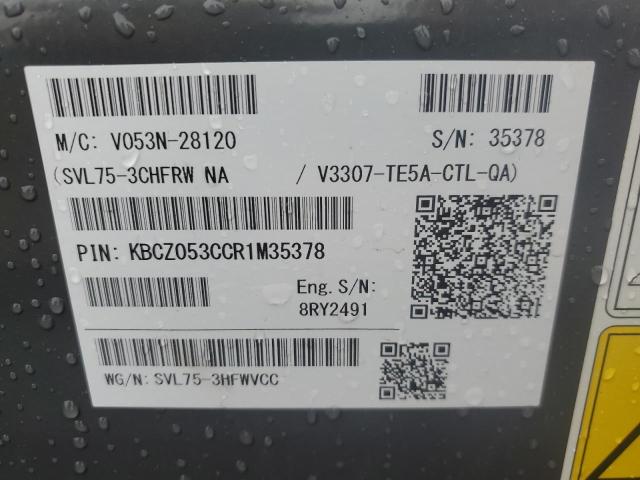 M/C: V053N-28120 S/N: 35378
(SVL75-3CHFRW NA / V3307-TE5A-CTL-QA)
PIN: KBCZ053CCR1M35378
Eng. S/N:
8RY2491
WG/N: SVL75-3HFWVCC